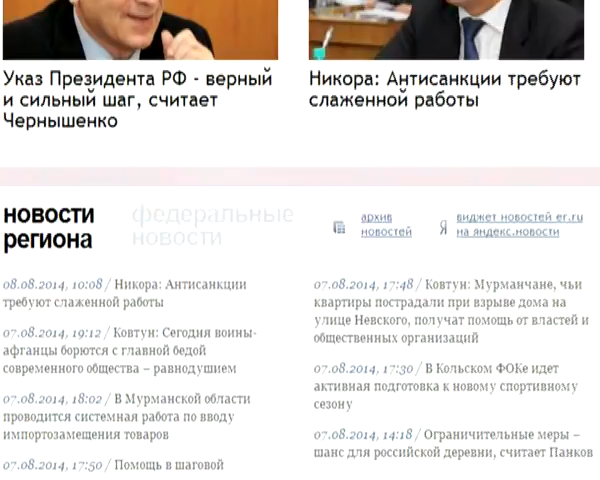 Указ Президента РФ - верный
и сильный шаг, считает
Чернышенко
Никора: Антисанкции требуют
слаженной работы
новости
региона
федеральные
новости
архив
новостей
Я
виджет новостей er.ru
на яндекс.новости
08.08.2014, 10:08 / Никора: Антисанкции
требуют слаженной работы
07.08.2014, 19:12 / Ковтун: Сегодня воины-
афганцы борются с главной бедой
современного общества – равнодушием
07.08.2014, 18:02 / В Мурманской области
проводится системная работа по вводу
импортозамещения товаров
07.08.2014, 17:50 / Помощь в шаговой
07.08.2014, 17:48 / Ковтун: Мурманчане, чьи
квартиры пострадали при взрыве дома на
улице Невского, получат помощь от властей и
общественных организаций
07.08.2014, 17:30 / В Кольском ФОКе идет
активная подготовка к новому спортивному
сезону
07.08.2014, 14:18 / Ограничительные меры –
шанс для российской деревни, считает Панков